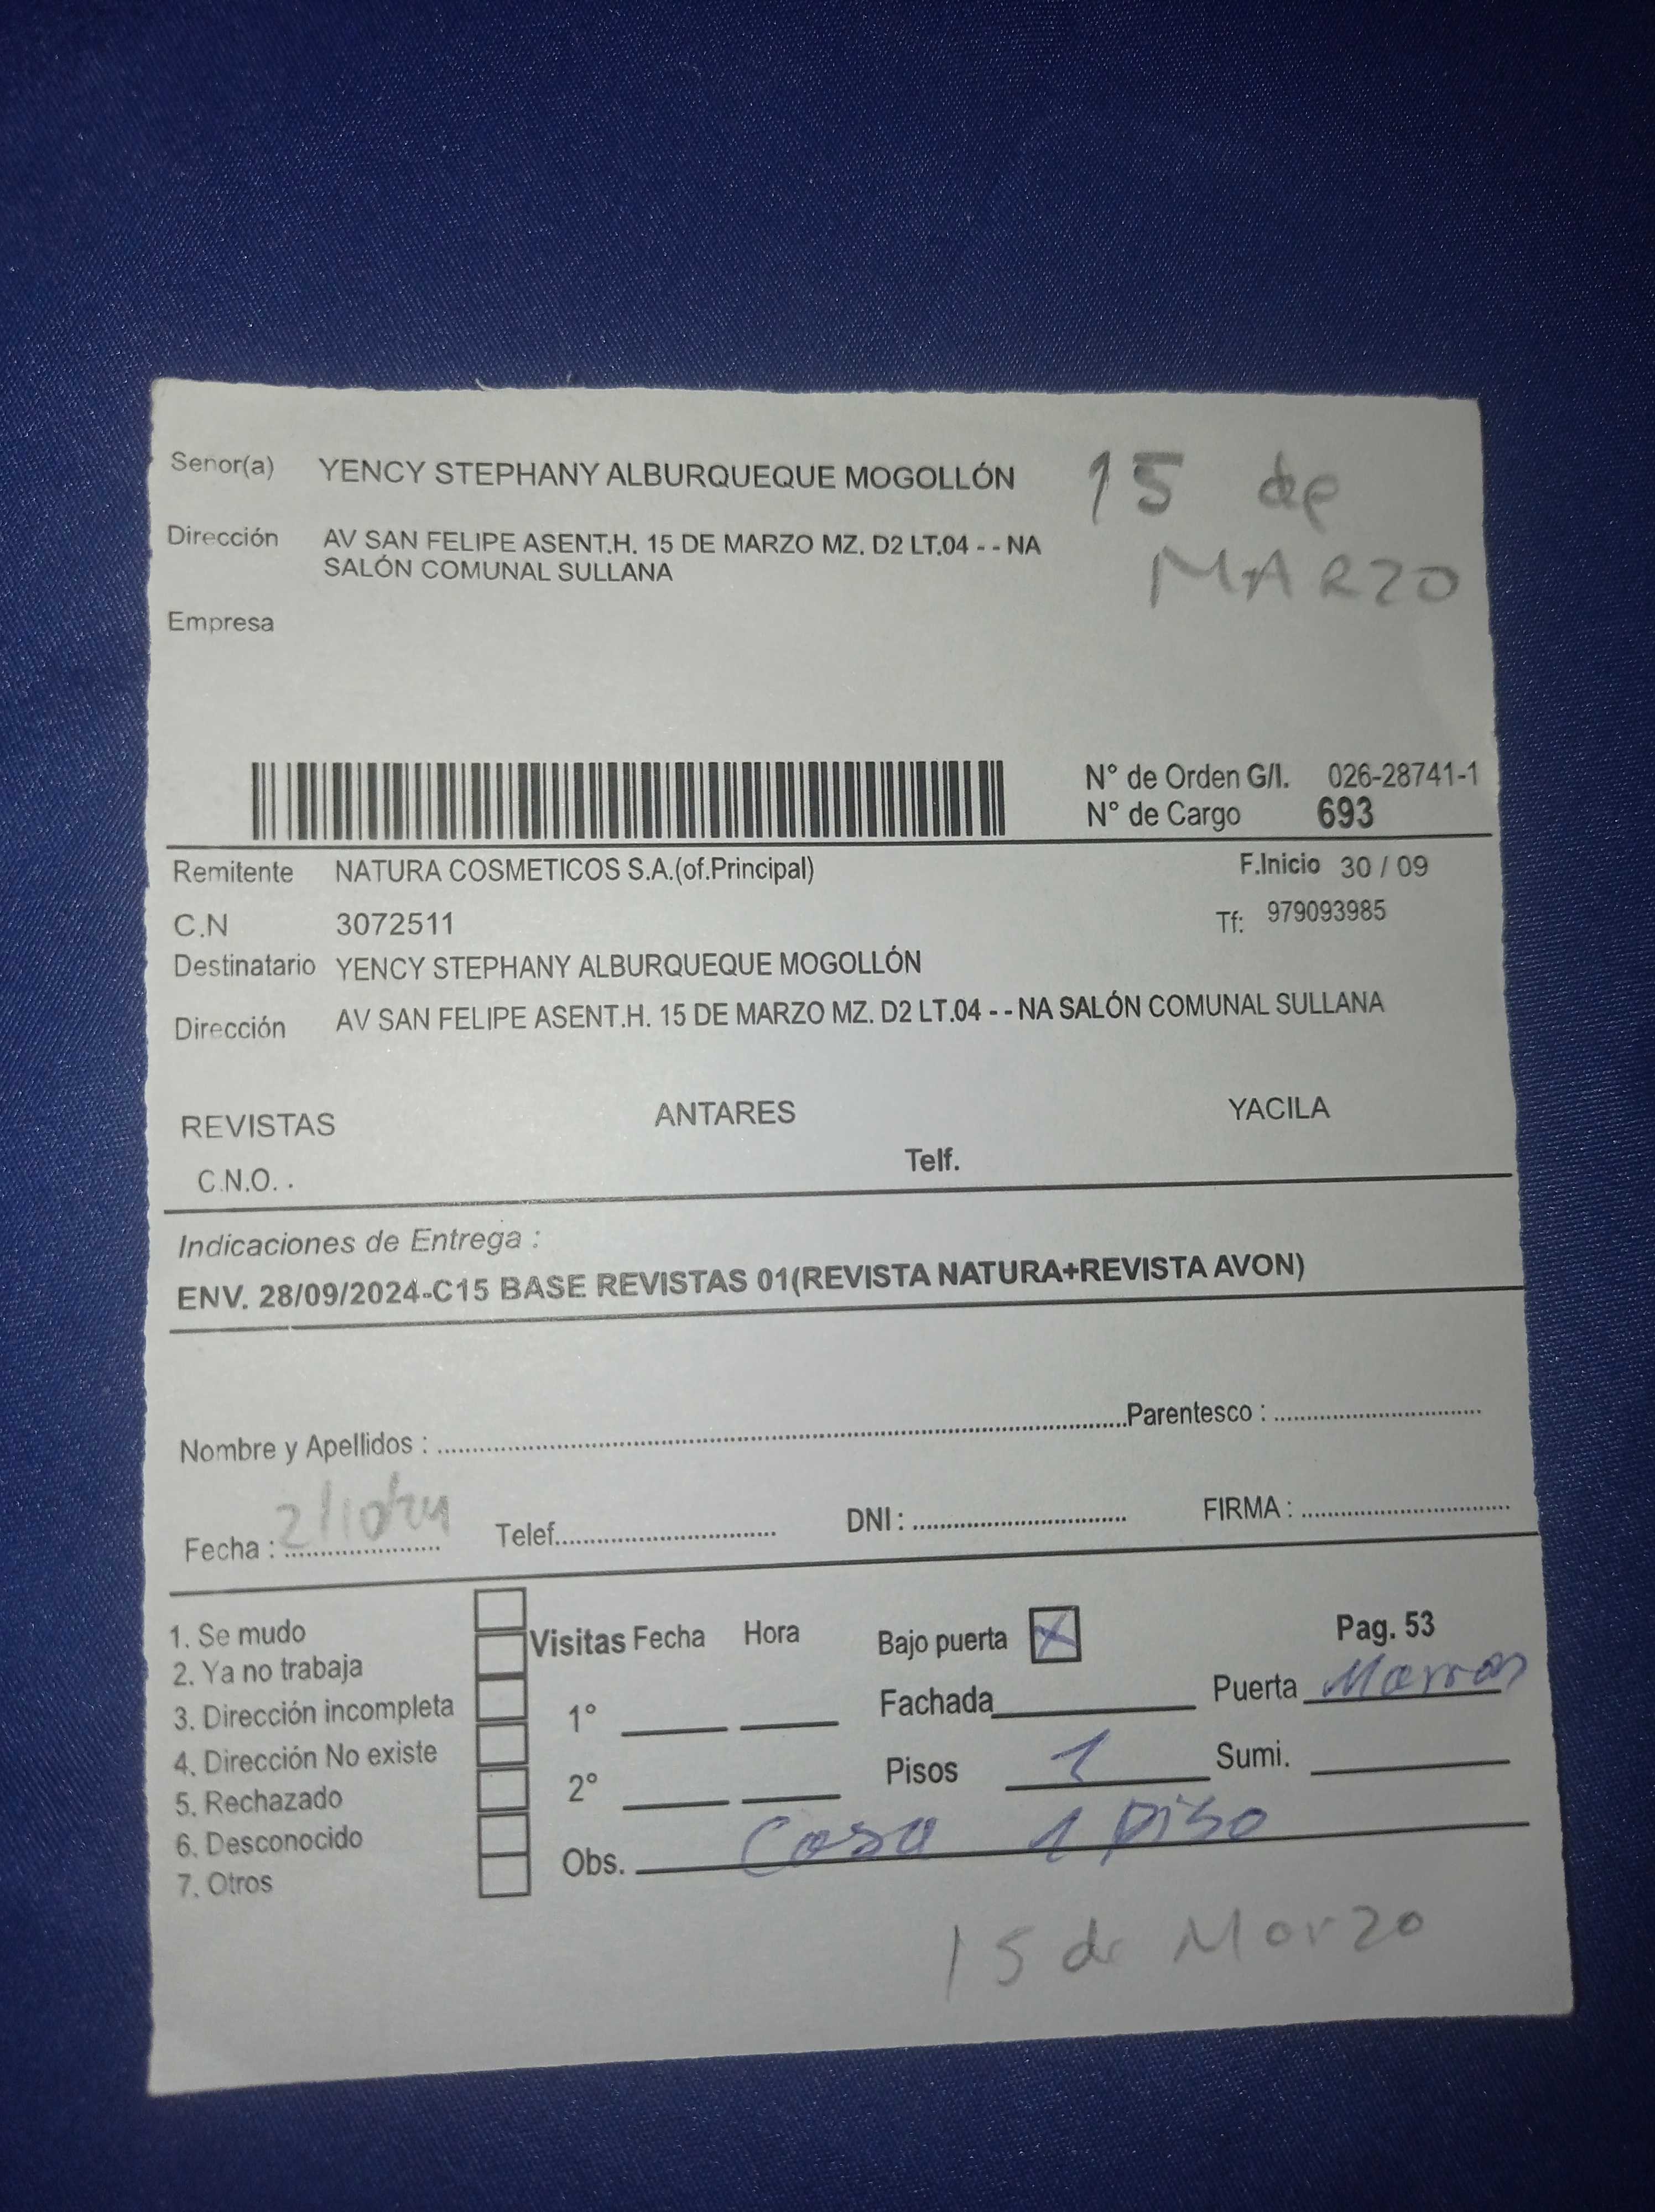 Senor(a) YENCY STEPHANY ALBURQUEQUE MOGOLLÓN
15 de
MARZO
Dirección AV SAN FELIPE ASENT.H. 15 DE MARZO MZ. D2 LT.04 - - NA
SALÓN COMUNAL SULLANA
Empresa
N° de Orden G/I. 026-28741-1
N° de Cargo 693
Remitente NATURA COSMETICOS S.A.(of.Principal) F.Inicio 30 / 09
C.N 3072511 Tf: 979093985
Destinatario YENCY STEPHANY ALBURQUEQUE MOGOLLÓN
Dirección AV SAN FELIPE ASENT.H. 15 DE MARZO MZ. D2 LT.04 - - NA SALÓN COMUNAL SULLANA
REVISTAS ANTARES YACILA
C.N.O. . Telf.
Indicaciones de Entrega :
ENV. 28/09/2024-C15 BASE REVISTAS 01(REVISTA NATURA+REVISTA AVON)
Nombre y Apellidos : Parentesco :
Fecha : 2/10/24 Telef. DNI : FIRMA :
1. Se mudo
2. Ya no trabaja
3. Dirección incompleta
4. Dirección No existe
5. Rechazado
6. Desconocido
7. Otros
Visitas Fecha Hora
1°
2°
Bajo puerta X Pag. 53
Fachada Puerta Marron
Pisos 1 Sumi.
Obs. Casa 1 piso
15 de Marzo